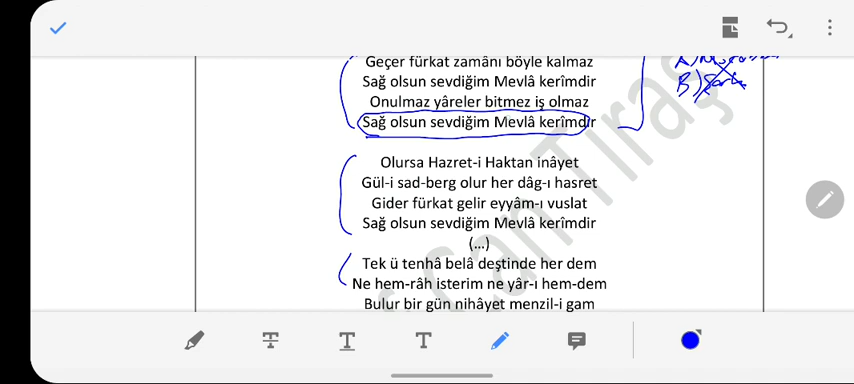 Geçer fürkat zamânı böyle kalmaz
Sağ olsun sevdiğim Mevlâ kerîmdir
Onulmaz yâreler bitmez iş olmaz
Sağ olsun sevdiğim Mevlâ kerîmdir
A)
B) Şarkı
Olursa Hazret-i Haktan inâyet
Gül-i sad-berg olur her dâg-ı hasret
Gider fürkat gelir eyyâm-ı vuslat
Sağ olsun sevdiğim Mevlâ kerîmdir
(...)
Tek ü tenhâ belâ deştinde her dem
Ne hem-râh isterim ne yâr-ı hem-dem
Bulur bir gün nihâyet menzil-i gam
can Tıraş
T
T
T